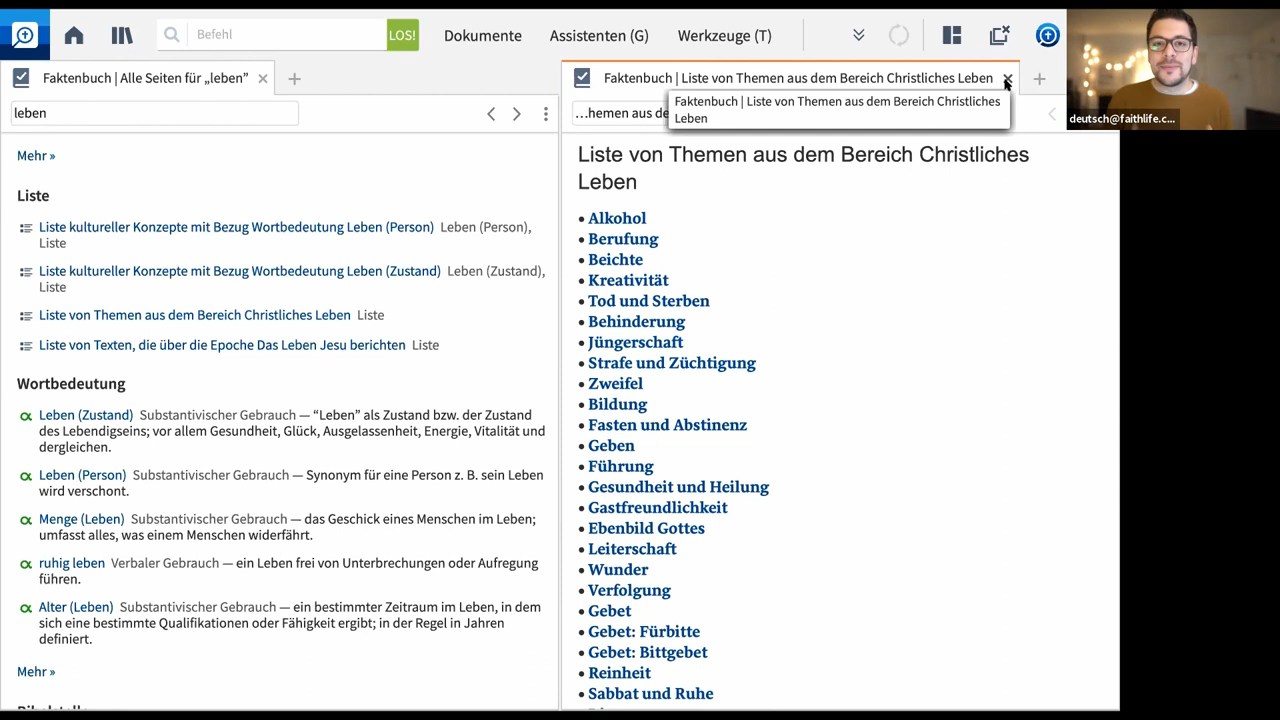 Befehl
LOS!
Dokumente
Assistenten (G)
Werkzeuge (T)
deutsch@faithlife.c...
Faktenbuch | Alle Seiten für „leben”
leben
Mehr »
Liste
Liste kultureller Konzepte mit Bezug Wortbedeutung Leben (Person) Leben (Person),
Liste
Liste kultureller Konzepte mit Bezug Wortbedeutung Leben (Zustand) Leben (Zustand),
Liste
Liste von Themen aus dem Bereich Christliches Leben Liste
Liste von Texten, die über die Epoche Das Leben Jesu berichten Liste
Wortbedeutung
Leben (Zustand) Substantivischer Gebrauch — “Leben” als Zustand bzw. der Zustand
des Lebendigseins; vor allem Gesundheit, Glück, Ausgelassenheit, Energie, Vitalität und
dergleichen.
Leben (Person) Substantivischer Gebrauch — Synonym für eine Person z. B. sein Leben
wird verschont.
Menge (Leben) Substantivischer Gebrauch — das Geschick eines Menschen im Leben;
umfasst alles, was einem Menschen widerfährt.
ruhig leben Verbaler Gebrauch — ein Leben frei von Unterbrechungen oder Aufregung
führen.
Alter (Leben) Substantivischer Gebrauch — ein bestimmter Zeitraum im Leben, in dem
sich eine bestimmte Qualifikationen oder Fähigkeit ergibt; in der Regel in Jahren
definiert.
Mehr »
Faktenbuch | Liste von Themen aus dem Bereich Christliches Leben
...hemen aus de
Faktenbuch | Liste von Themen aus dem Bereich Christliches
Leben
Liste von Themen aus dem Bereich Christliches
Leben
• Alkohol
• Berufung
• Beichte
• Kreativität
• Tod und Sterben
• Behinderung
• Jüngerschaft
• Strafe und Züchtigung
• Zweifel
• Bildung
• Fasten und Abstinenz
• Geben
• Führung
• Gesundheit und Heilung
• Gastfreundlichkeit
• Ebenbild Gottes
• Leiterschaft
• Wunder
• Verfolgung
• Gebet
• Gebet: Fürbitte
• Gebet: Bittgebet
• Reinheit
• Sabbat und Ruhe